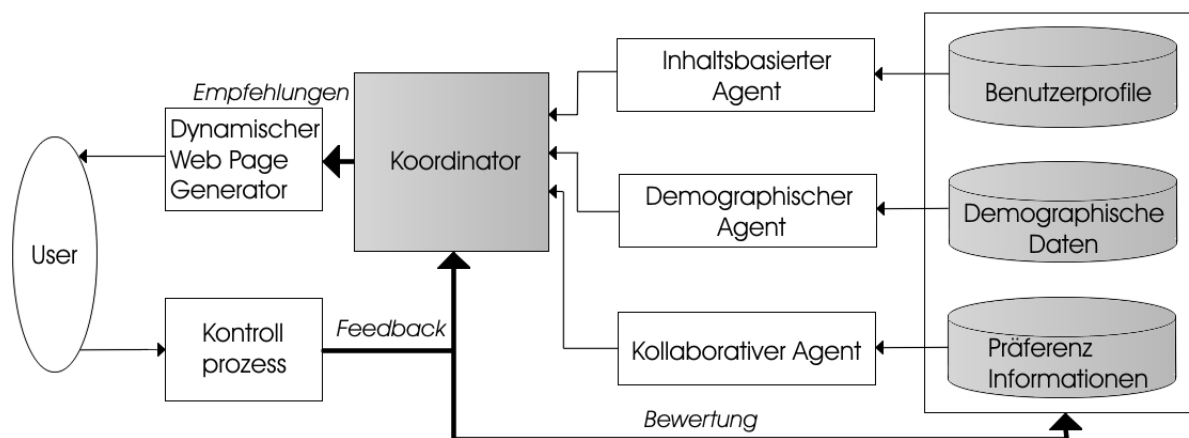 Inhaltsbasierter
Agent
Benutzerprofile
Empfehlungen
Dynamischer
Web Page
Generator
Koordinator
Demographischer
Agent
Demographische
Daten
User
Kontroll
prozess
Feedback
Kollaborativer Agent
Präferenz
Informationen
Bewertung